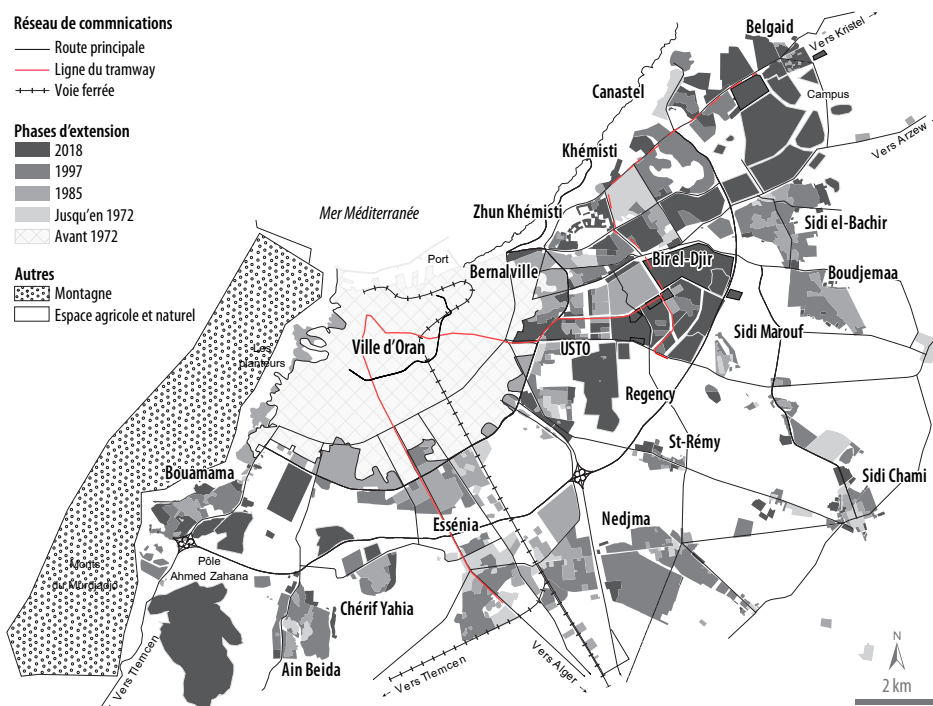 Réseau de commnications
Route principale
Ligne du tramway
Voie ferrée
Phases d'extension
2018
1997
1985
Jusqu'en 1972
Avant 1972
Autres
Montagne
Espace agricole et naturel
Belgaid
Vers Kristel
Canastel
Campus
Khémisti
Vers Arzew
Mer Méditerranée
Zhun Khémisti
Sidi el-Bachir
Port
Bernalville
Bir el-Djir
Boudjemaa
Ville d'Oran
Les
planteurs
USTO
Sidi Marouf
Regency
St-Rémy
Bouamama
Sidi Chami
Essénia
Nedjma
Pôle
Ahmed Zahana
Monts
du Murdjadjo
Chérif Yahia
Ain Beida
Vers Tlemcen
Vers Tlemcen
Vers Alger
N
2 km